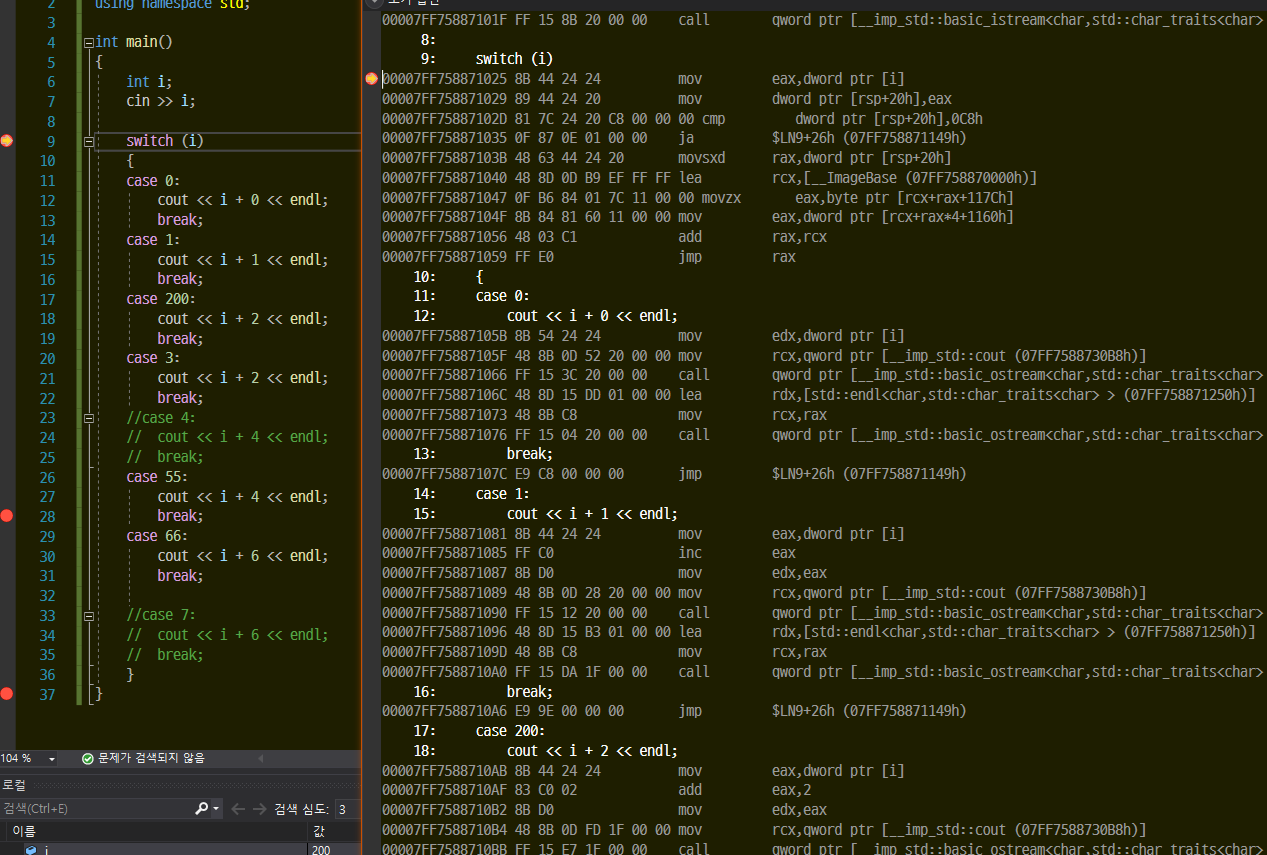 2 using namespace std;
3
4 int main()
5 {
6 int i;
7 cin >> i;
8
9 switch (i)
10 {
11 case 0:
12 cout << i + 0 << endl;
13 break;
14 case 1:
15 cout << i + 1 << endl;
16 break;
17 case 200:
18 cout << i + 2 << endl;
19 break;
20 case 3:
21 cout << i + 2 << endl;
22 break;
23 //case 4:
24 // cout << i + 4 << endl;
25 // break;
26 case 55:
27 cout << i + 4 << endl;
28 break;
29 case 66:
30 cout << i + 6 << endl;
31 break;
32
33 //case 7:
34 // cout << i + 6 << endl;
35 // break;
36 }
37 }
104 % 문제가 검색되지 않음
로컬
검색(Ctrl+E) 검색 심도: 3
이름 값
i 200
00007FF75887101F FF 15 8B 20 00 00 call qword ptr [__imp_std::basic_istream<char,std::char_traits<char>
8:
9: switch (i)
00007FF758871025 8B 44 24 24 mov eax,dword ptr [i]
00007FF758871029 89 44 24 20 mov dword ptr [rsp+20h],eax
00007FF75887102D 81 7C 24 20 C8 00 00 00 cmp dword ptr [rsp+20h],0C8h
00007FF758871035 0F 87 0E 01 00 00 ja $LN9+26h (07FF758871149h)
00007FF75887103B 48 63 44 24 20 movsxd rax,dword ptr [rsp+20h]
00007FF758871040 48 8D 0D B9 EF FF FF lea rcx,[__ImageBase (07FF758870000h)]
00007FF758871047 0F B6 84 01 7C 11 00 00 movzx eax,byte ptr [rcx+rax+117Ch]
00007FF75887104F 8B 84 81 60 11 00 00 mov eax,dword ptr [rcx+rax*4+1160h]
00007FF758871056 48 03 C1 add rax,rcx
00007FF758871059 FF E0 jmp rax
10: {
11: case 0:
12: cout << i + 0 << endl;
00007FF75887105B 8B 54 24 24 mov edx,dword ptr [i]
00007FF75887105F 48 8B 0D 52 20 00 00 mov rcx,qword ptr [__imp_std::cout (07FF7588730B8h)]
00007FF758871066 FF 15 3C 20 00 00 call qword ptr [__imp_std::basic_ostream<char,std::char_traits<char>
00007FF75887106C 48 8D 15 DD 01 00 00 lea rdx,[std::endl<char,std::char_traits<char> > (07FF758871250h)]
00007FF758871073 48 8B C8 mov rcx,rax
00007FF758871076 FF 15 04 20 00 00 call qword ptr [__imp_std::basic_ostream<char,std::char_traits<char>
13: break;
00007FF75887107C E9 C8 00 00 00 jmp $LN9+26h (07FF758871149h)
14: case 1:
15: cout << i + 1 << endl;
00007FF758871081 8B 44 24 24 mov eax,dword ptr [i]
00007FF758871085 FF C0 inc eax
00007FF758871087 8B D0 mov edx,eax
00007FF758871089 48 8B 0D 28 20 00 00 mov rcx,qword ptr [__imp_std::cout (07FF7588730B8h)]
00007FF758871090 FF 15 12 20 00 00 call qword ptr [__imp_std::basic_ostream<char,std::char_traits<char>
00007FF758871096 48 8D 15 B3 01 00 00 lea rdx,[std::endl<char,std::char_traits<char> > (07FF758871250h)]
00007FF75887109D 48 8B C8 mov rcx,rax
00007FF7588710A0 FF 15 DA 1F 00 00 call qword ptr [__imp_std::basic_ostream<char,std::char_traits<char>
16: break;
00007FF7588710A6 E9 9E 00 00 00 jmp $LN9+26h (07FF758871149h)
17: case 200:
18: cout << i + 2 << endl;
00007FF7588710AB 8B 44 24 24 mov eax,dword ptr [i]
00007FF7588710AF 83 C0 02 add eax,2
00007FF7588710B2 8B D0 mov edx,eax
00007FF7588710B4 48 8B 0D FD 1F 00 00 mov rcx,qword ptr [__imp_std::cout (07FF7588730B8h)]
00007FF7588710BB FF 15 E7 1F 00 00 call qword ptr [__imp_std::basic_ostream<char,std::char_traits<char>